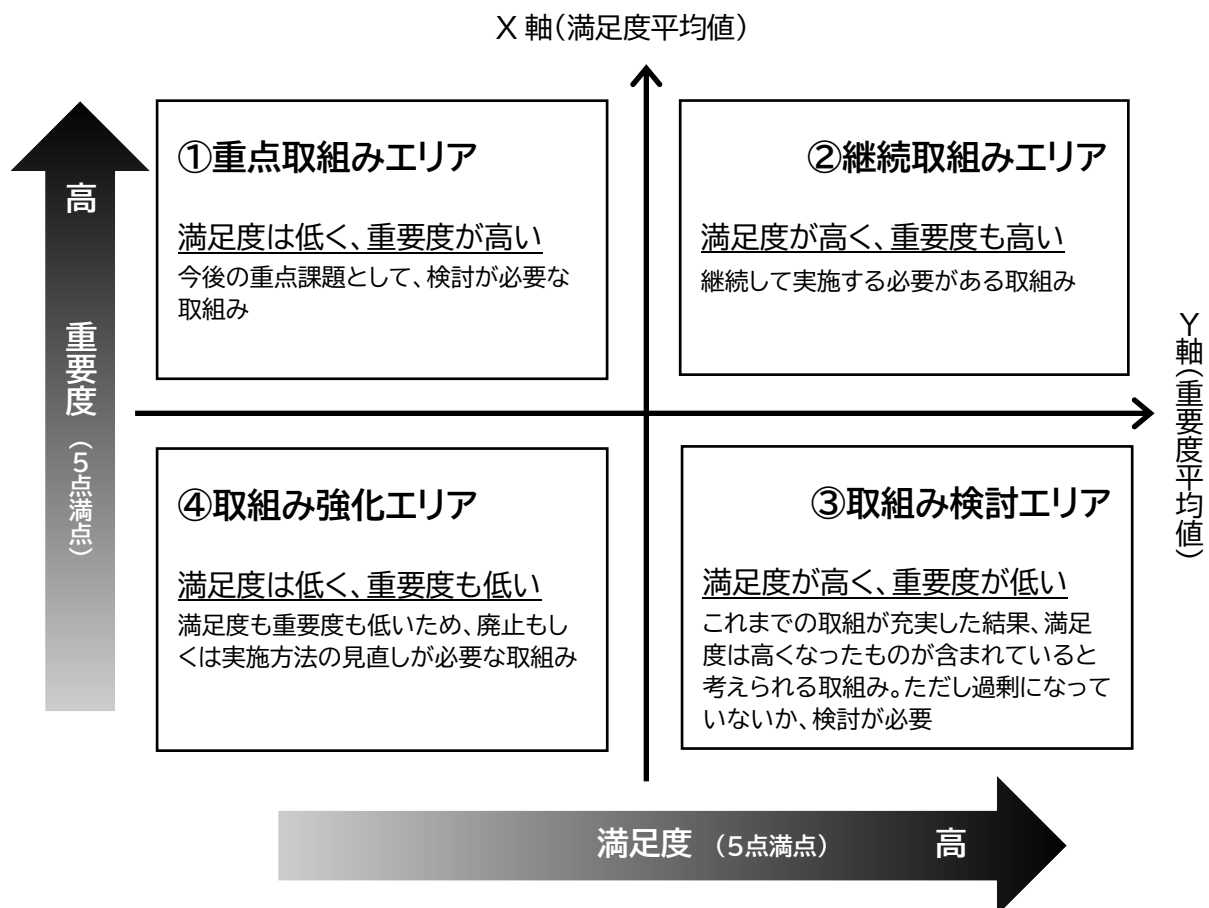 X軸(満足度平均値)
高
重要度
(5点満点)
①重点取組みエリア
満足度は低く、重要度が高い
今後の重点課題として、検討が必要な
取組み
②継続取組みエリア
満足度が高く、重要度も高い
継続して実施する必要がある取組み
Y軸(重要度平均値)
④取組み強化エリア
満足度は低く、重要度も低い
満足度も重要度も低いため、廃止もし
くは実施方法の見直しが必要な取組み
③取組み検討エリア
満足度が高く、重要度が低い
これまでの取組が充実した結果、満足
度は高くなったものが含まれていると
考えられる取組み。ただし過剰になって
いないか、検討が必要
満足度 (5点満点) 高